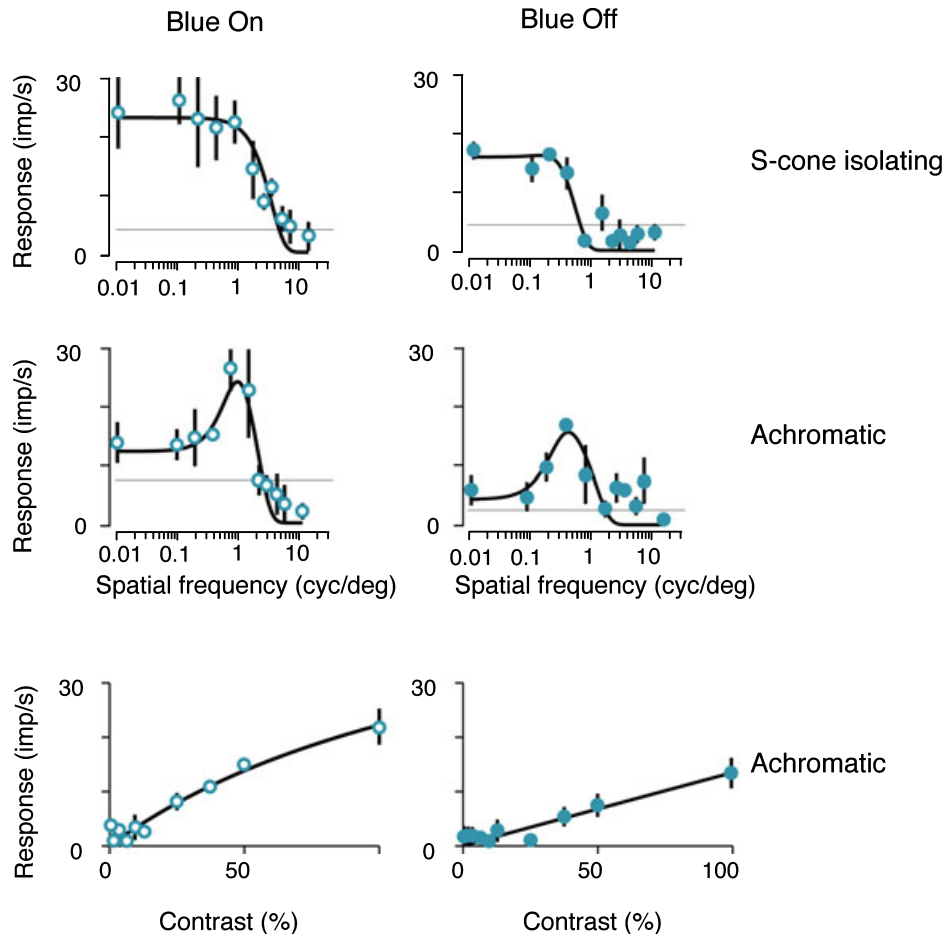 Blue On
Blue Off
30
Response (imp/s)
0
0.01 0.1 1 10
30
0
0.01 0.1 1 10
S-cone isolating
30
Response (imp/s)
0
0.01 0.1 1 10
Spatial frequency (cyc/deg)
30
0
0.01 0.1 1 10
Spatial frequency (cyc/deg)
Achromatic
30
Response (imp/s)
0
0 50
Contrast (%)
30
0
0 50 100
Contrast (%)
Achromatic